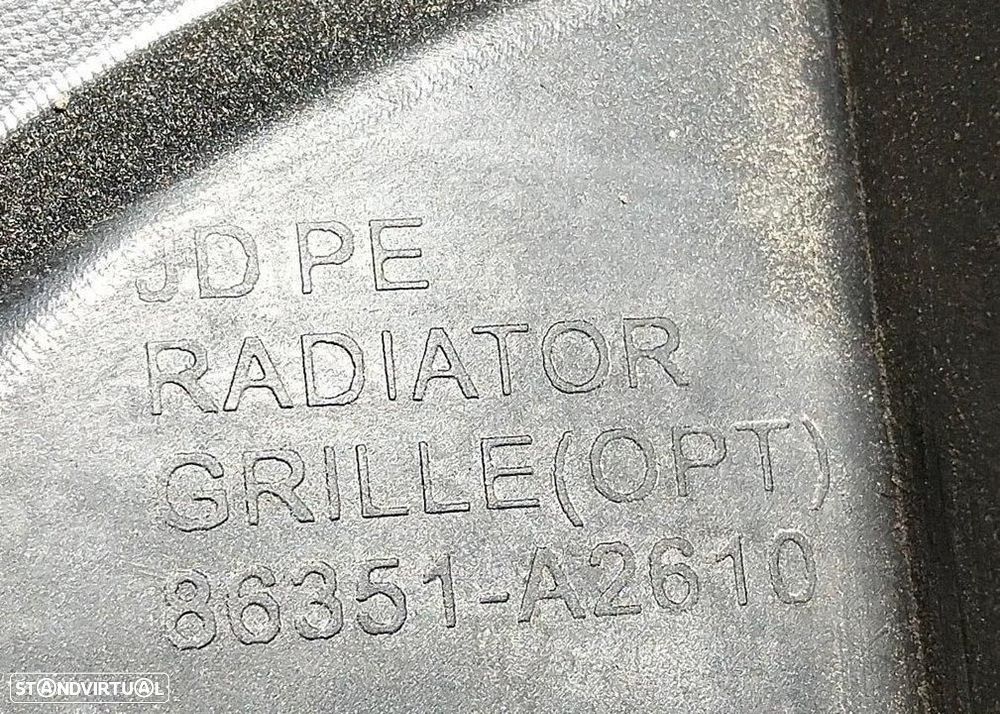 JD PE
RADIATOR
GRILLE(OPT)
86351-A2610
STANDVIRTUAL